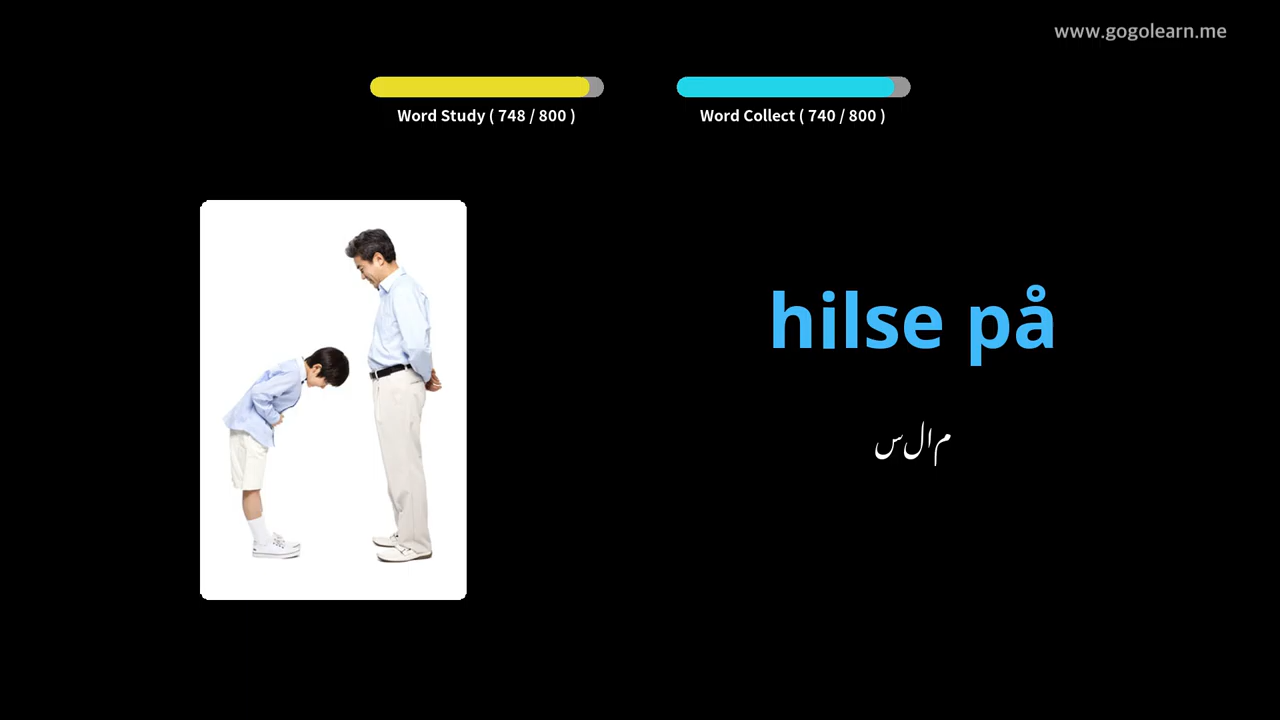 www.gogolearn.me
Word Study ( 748 / 800 )
Word Collect ( 740 / 800 )
hilse på
سلام